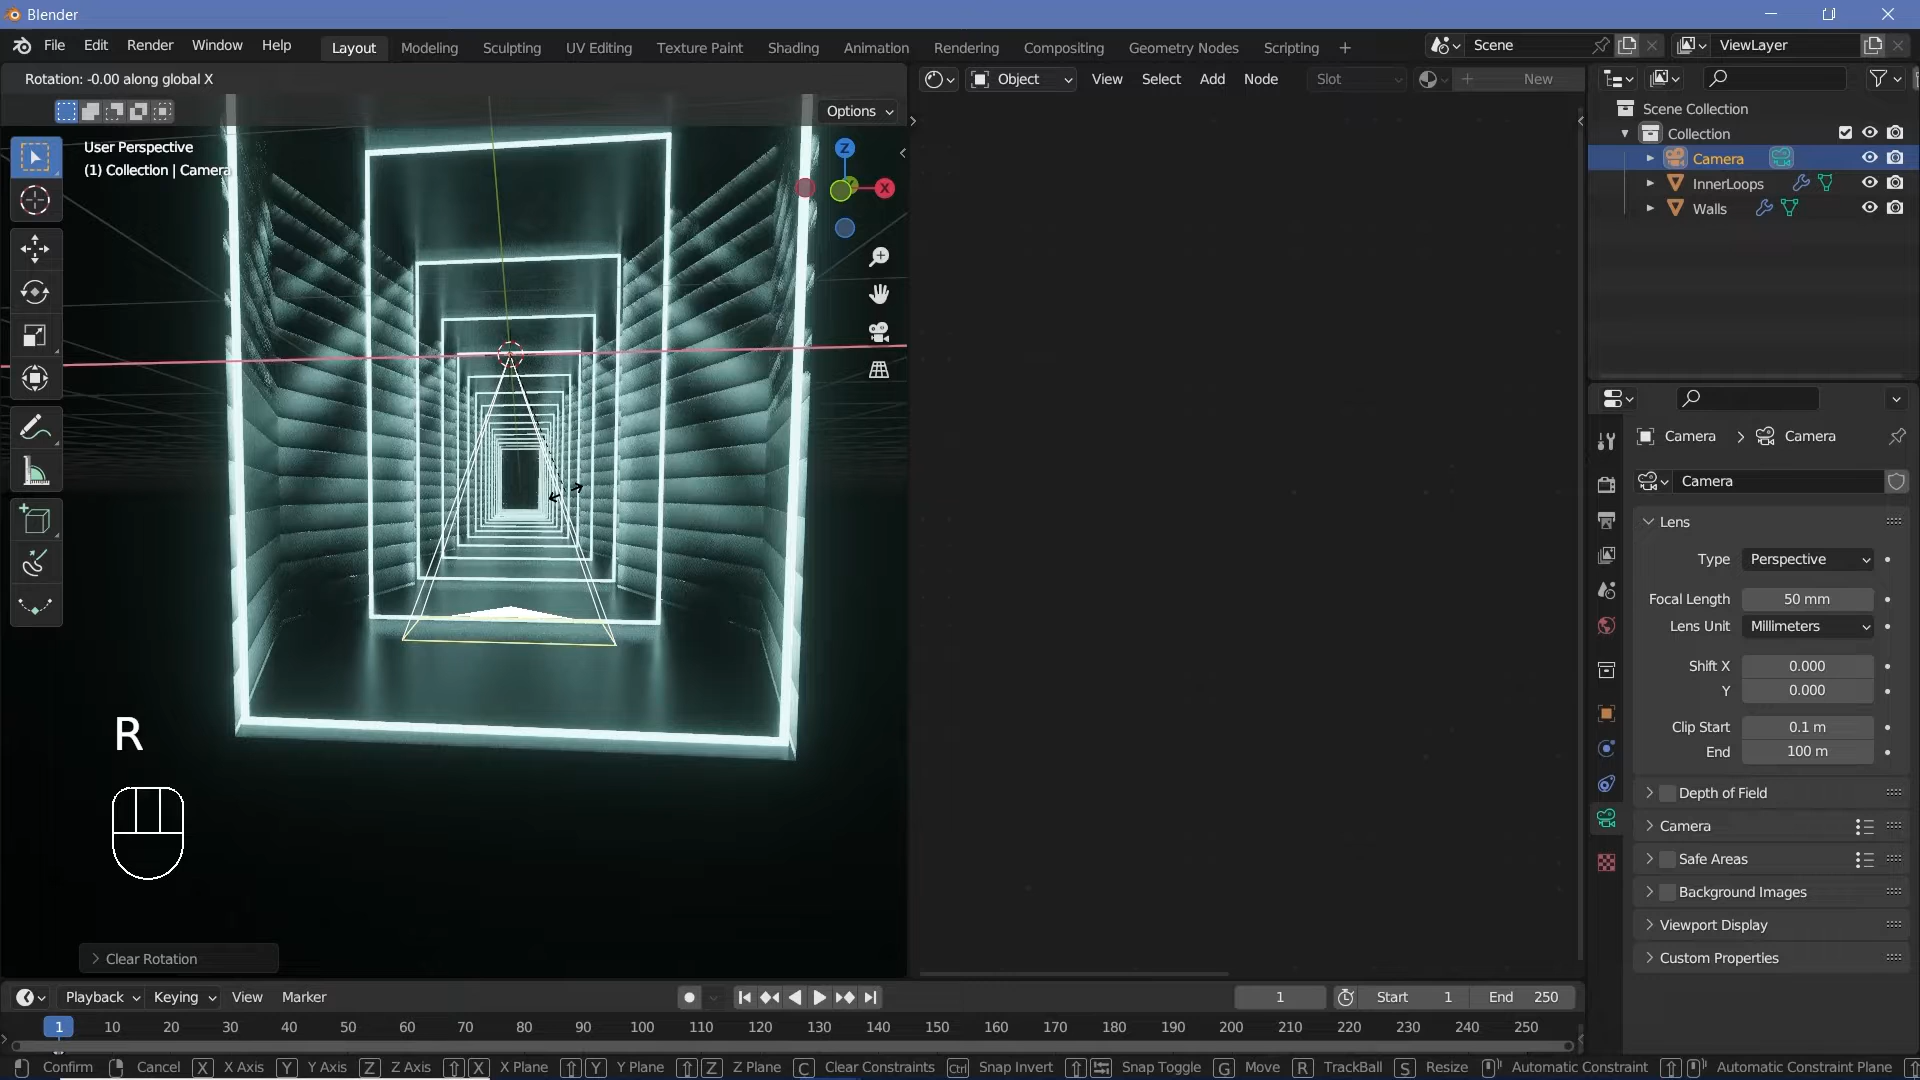 Blender
File Edit Render Window Help Layout Modeling Sculpting UV Editing Texture Paint Shading Animation Rendering Compositing Geometry Nodes Scripting + Scene ViewLayer
Rotation: -0.00 along global X
Object View Select Add Node Slot New
Options
User Perspective
(1) Collection | Camera
Z
X
Scene Collection
Collection
Camera
InnerLoops
Walls
Camera > Camera
Camera
Lens
Type Perspective
Focal Length 50 mm
Lens Unit Millimeters
Shift X 0.000
Y 0.000
Clip Start 0.1 m
End 100 m
Depth of Field
Camera
Safe Areas
Background Images
Viewport Display
Custom Properties
R
Clear Rotation
Playback Keying View Marker 1 Start 1 End 250
1 10 20 30 40 50 60 70 80 90 100 110 120 130 140 150 160 170 180 190 200 210 220 230 240 250
Confirm Cancel X X Axis Y Y Axis Z Z Axis X X Plane Y Y Plane Z Z Plane C Clear Constraints Ctrl Snap Invert Snap Toggle G Move R TrackBall S Resize Automatic Constraint Automatic Constraint Plane